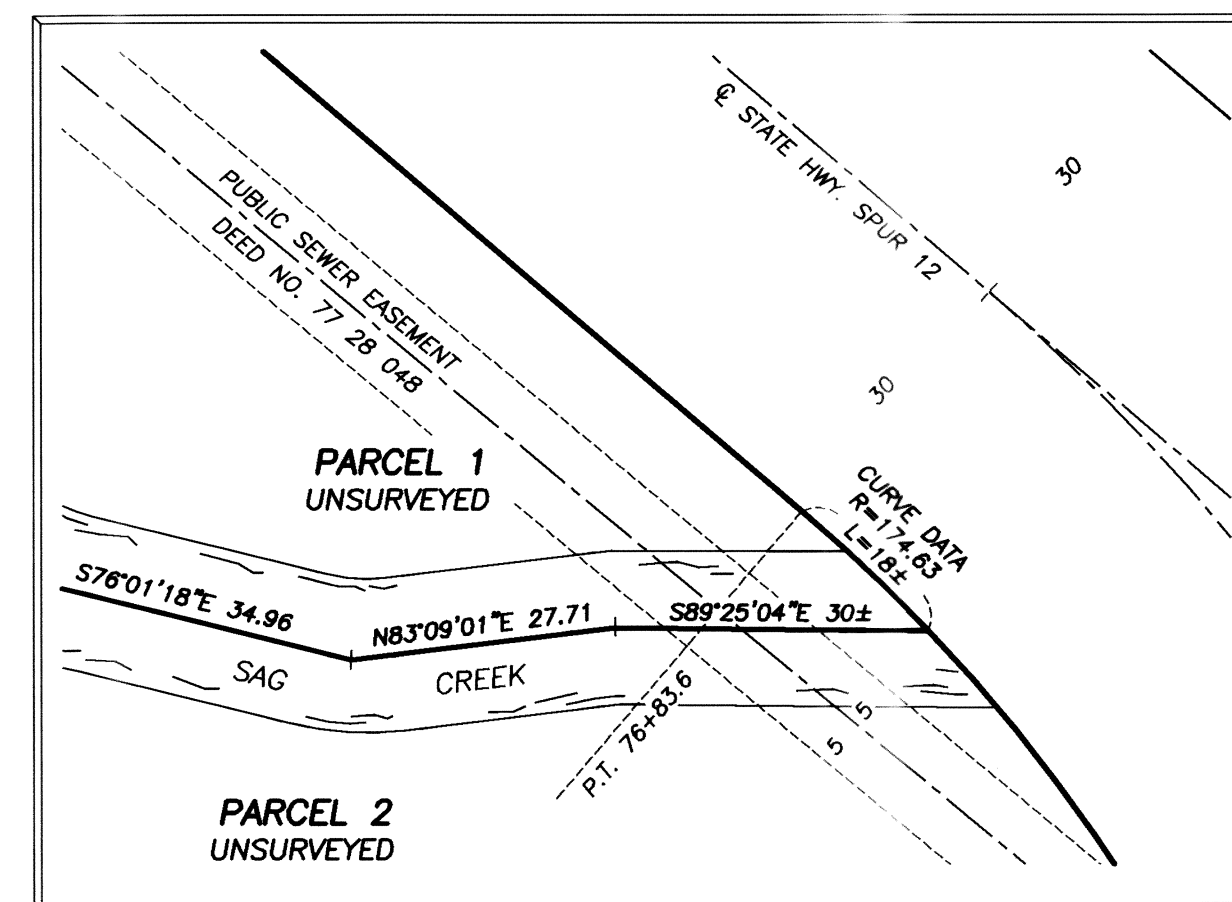 ℄ STATE HWY. SPUR 12
30
PUBLIC SEWER EASEMENT
DEED NO. 77 28 048
30
PARCEL 1
UNSURVEYED
CURVE DATA
R=174.63
L=18±
S76°01'18"E 34.96
N83°09'01"E 27.71
S89°25'04"E 30±
SAG CREEK
P.T. 76+83.6
5
5
PARCEL 2
UNSURVEYED